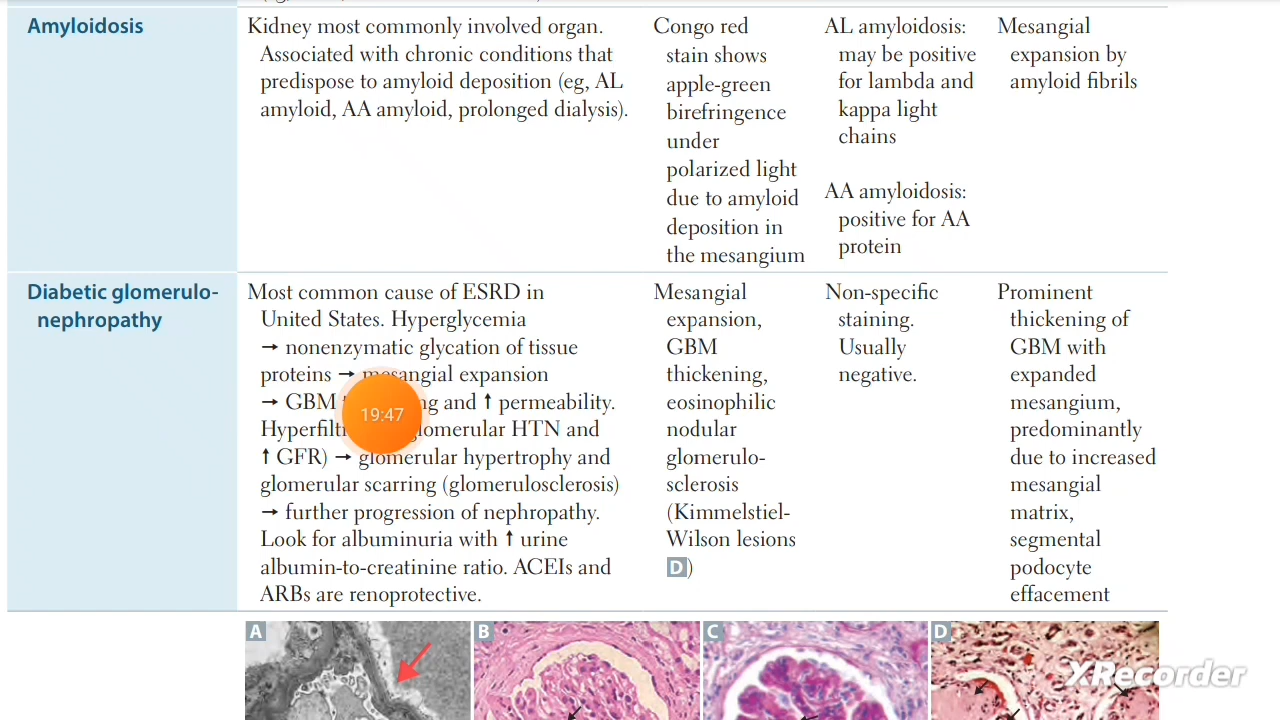 Amyloidosis
Kidney most commonly involved organ.
Associated with chronic conditions that
predispose to amyloid deposition (eg, AL
amyloid, AA amyloid, prolonged dialysis).
Congo red
stain shows
apple-green
birefringence
under
polarized light
due to amyloid
deposition in
the mesangium
AL amyloidosis:
may be positive
for lambda and
kappa light
chains
AA amyloidosis:
positive for AA
protein
Mesangial
expansion by
amyloid fibrils
Diabetic glomerulo-
nephropathy
Most common cause of ESRD in
United States. Hyperglycemia
→ nonenzymatic glycation of tissue
proteins → mesangial expansion
→ GBM and ↑ permeability.
glomerular HTN and
↑ GFR) → glomerular hypertrophy and
glomerular scarring (glomerulosclerosis)
→ further progression of nephropathy.
Look for albuminuria with ↑ urine
albumin-to-creatinine ratio. ACEIs and
ARBs are renoprotective.
Mesangial
expansion,
GBM
thickening,
eosinophilic
nodular
glomerulo-
sclerosis
(Kimmelstiel-
Wilson lesions
D)
Non-specific
staining.
Usually
negative.
Prominent
thickening of
GBM with
expanded
mesangium,
predominantly
due to increased
mesangial
matrix,
segmental
podocyte
effacement
19:47
A
B
C
D
XRecorder